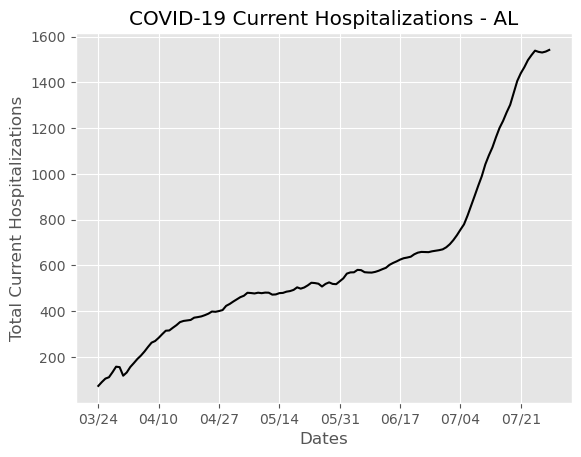 COVID-19 Current Hospitalizations - AL
Total Current Hospitalizations
1600
1400
1200
1000
800
600
400
200
03/24 04/10 04/27 05/14 05/31 06/17 07/04 07/21
Dates